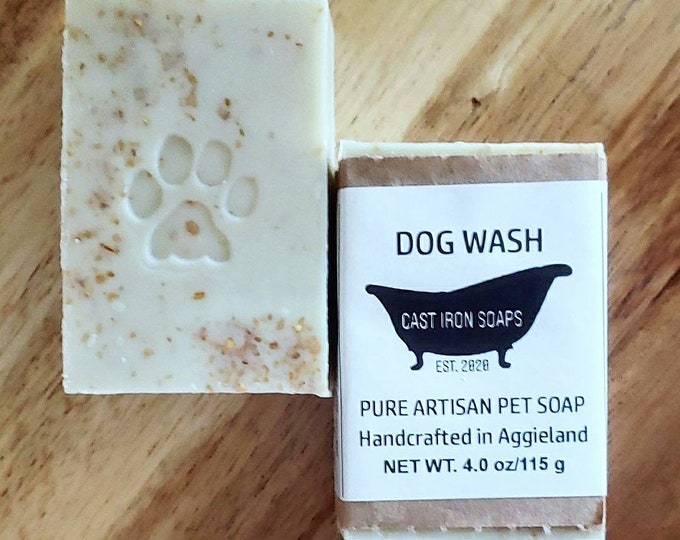 DOG WASH
CAST IRON SOAPS
EST. 2020
PURE ARTISAN PET SOAP
Handcrafted in Aggieland
NET WT. 4.0 oz/115 g